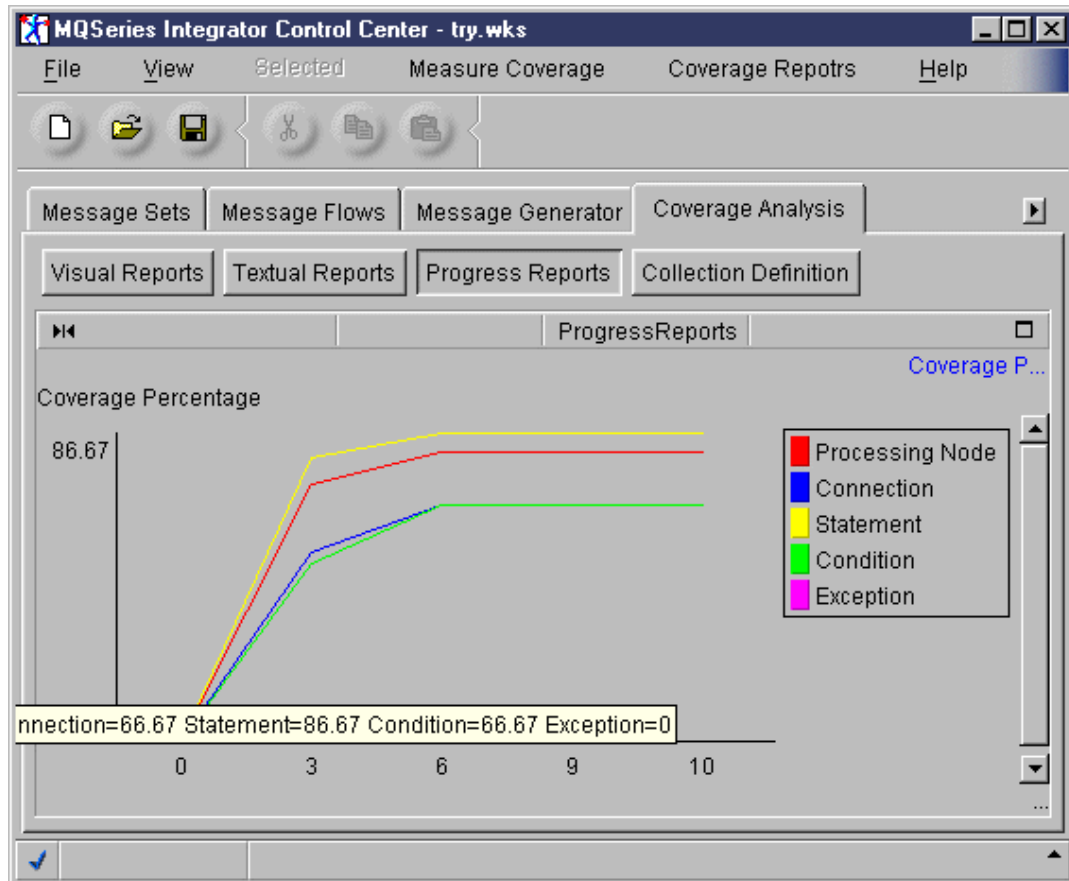 MQSeries Integrator Control Center - try.wks
File View Selected Measure Coverage Coverage Repotrs Help
Message Sets Message Flows Message Generator Coverage Analysis
Visual Reports Textual Reports Progress Reports Collection Definition
ProgressReports
Coverage P...
Coverage Percentage
86.67
Processing Node
Connection
Statement
Condition
Exception
nnection=66.67 Statement=86.67 Condition=66.67 Exception=0
0 3 6 9 10
...